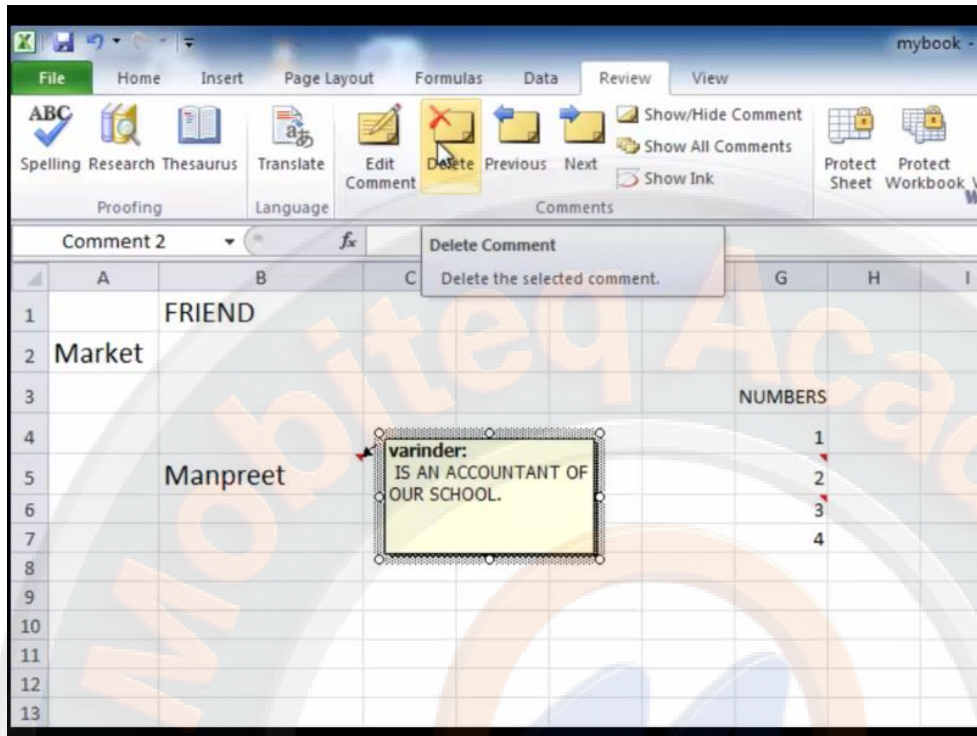 mybook -
File Home Insert Page Layout Formulas Data Review View
ABC Show/Hide Comment
Show All Comments
Spelling Research Thesaurus Translate Edit Comment Delete Previous Next Show Ink Protect Sheet Protect Workbook
Proofing Language Comments
Comment 2 fx
Delete Comment
Delete the selected comment.
A B C G H I
1 FRIEND
2 Market
3 NUMBERS
4 1
varinder:
5 Manpreet IS AN ACCOUNTANT OF 2
6 OUR SCHOOL. 3
7 4
8
9
10
11
12
13
Mobiteq Aca